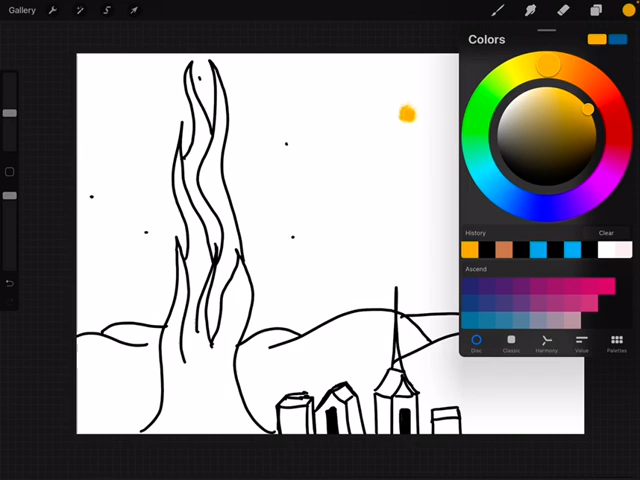 Gallery
Colors
History
Clear
Ascend
Disc
Classic
Harmony
Value
Palettes